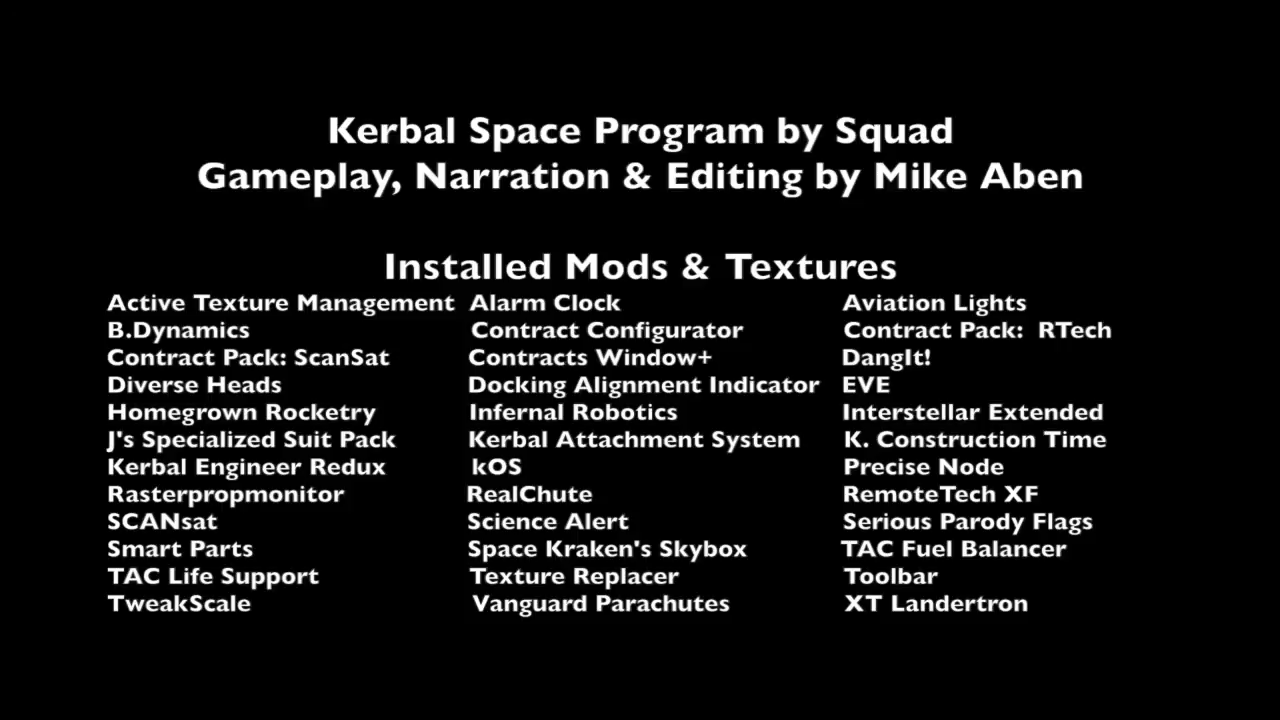 Kerbal Space Program by Squad
Gameplay, Narration & Editing by Mike Aben
Installed Mods & Textures
Active Texture Management Alarm Clock Aviation Lights
B.Dynamics Contract Configurator Contract Pack: RTech
Contract Pack: ScanSat Contracts Window+ DangIt!
Diverse Heads Docking Alignment Indicator EVE
Homegrown Rocketry Infernal Robotics Interstellar Extended
J's Specialized Suit Pack Kerbal Attachment System K. Construction Time
Kerbal Engineer Redux kOS Precise Node
Rasterpropmonitor RealChute RemoteTech XF
SCANsat Science Alert Serious Parody Flags
Smart Parts Space Kraken's Skybox TAC Fuel Balancer
TAC Life Support Texture Replacer Toolbar
TweakScale Vanguard Parachutes XT Landertron